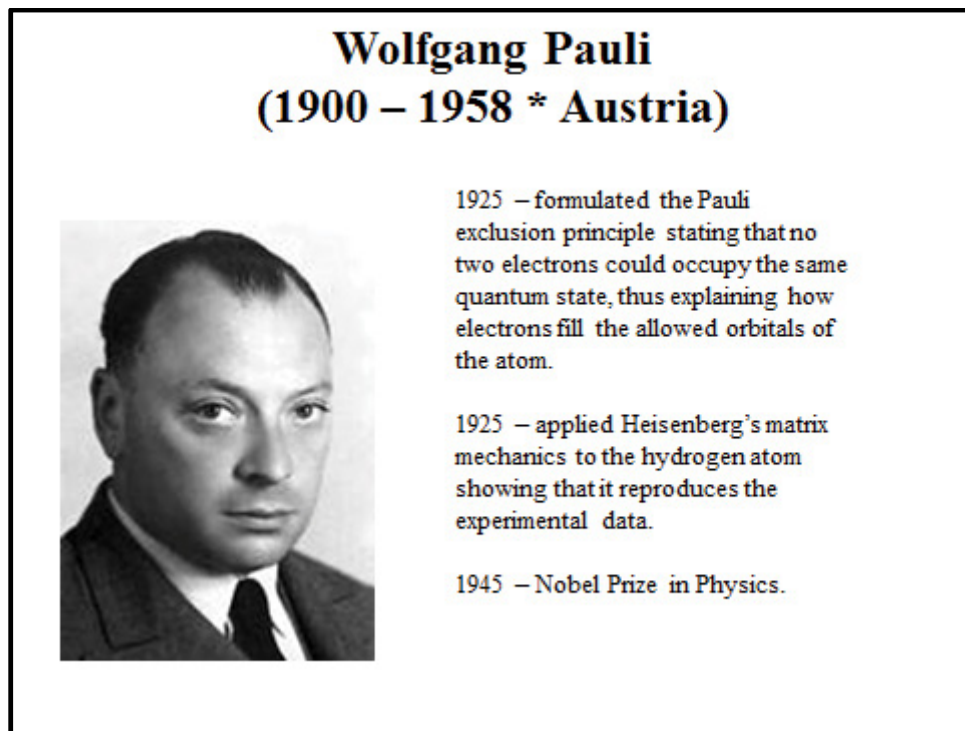 Wolfgang Pauli
(1900 – 1958 * Austria)
1925 – formulated the Pauli
exclusion principle stating that no
two electrons could occupy the same
quantum state, thus explaining how
electrons fill the allowed orbitals of
the atom.
1925 – applied Heisenberg's matrix
mechanics to the hydrogen atom
showing that it reproduces the
experimental data.
1945 – Nobel Prize in Physics.